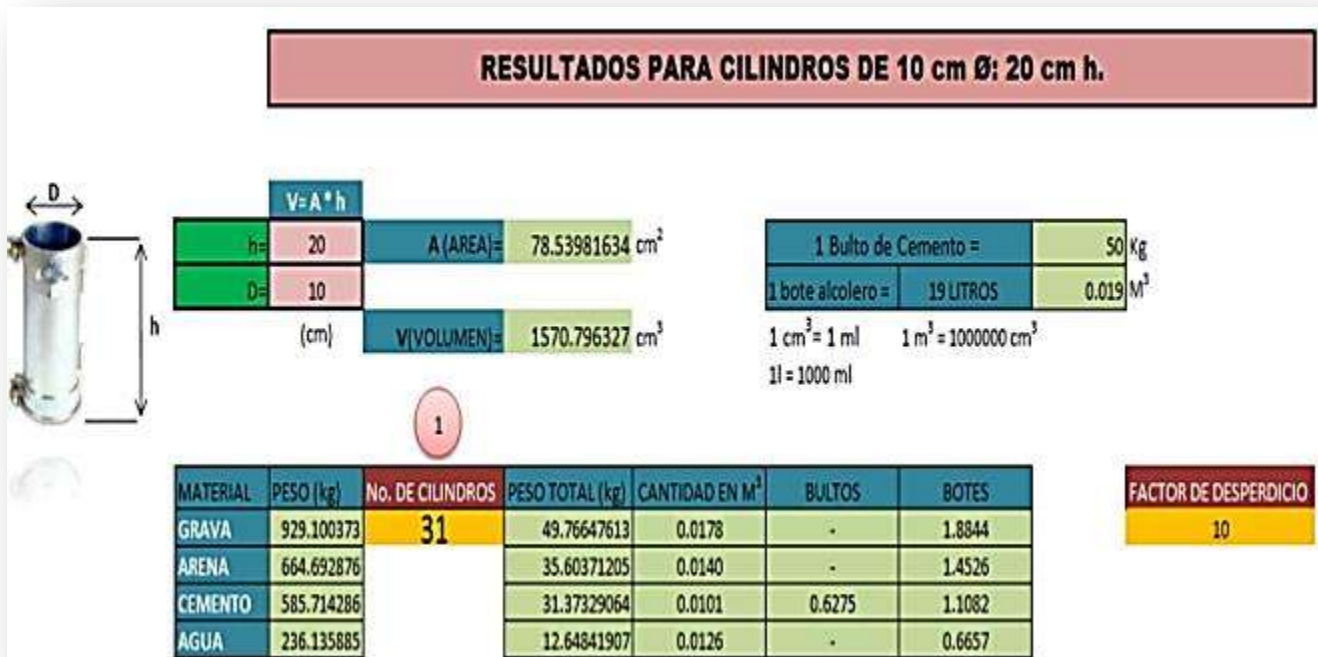 RESULTADOS PARA CILINDROS DE 10 cm Ø: 20 cm h.
D
h
V=A*h
h= 20 A (AREA)= 78.53981634 cm²
D= 10
(cm) V(VOLUMEN)= 1570.796327 cm³
1 Bulto de Cemento = 50 Kg
1 bote alcolero = 19 LITROS 0.019 M³
1 cm³= 1 ml 1 m³ = 1000000 cm³
1l = 1000 ml
1
MATERIAL PESO (kg) No. DE CILINDROS PESO TOTAL (kg) CANTIDAD EN M³ BULTOS BOTES
GRAVA 929.100373 31 49.76647613 0.0178 - 1.8844
ARENA 664.692876 35.60371205 0.0140 - 1.4526
CEMENTO 585.714286 31.37329064 0.0101 0.6275 1.1082
AGUA 236.135885 12.64841907 0.0126 - 0.6657
FACTOR DE DESPERDICIO
10